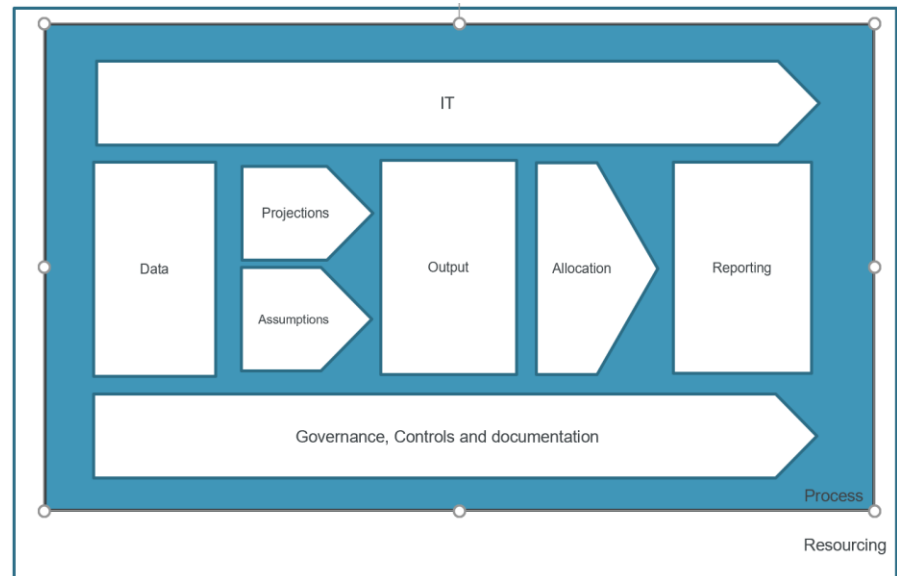 IT
Data
Projections
Assumptions
Output
Allocation
Reporting
Governance, Controls and documentation
Process
Resourcing